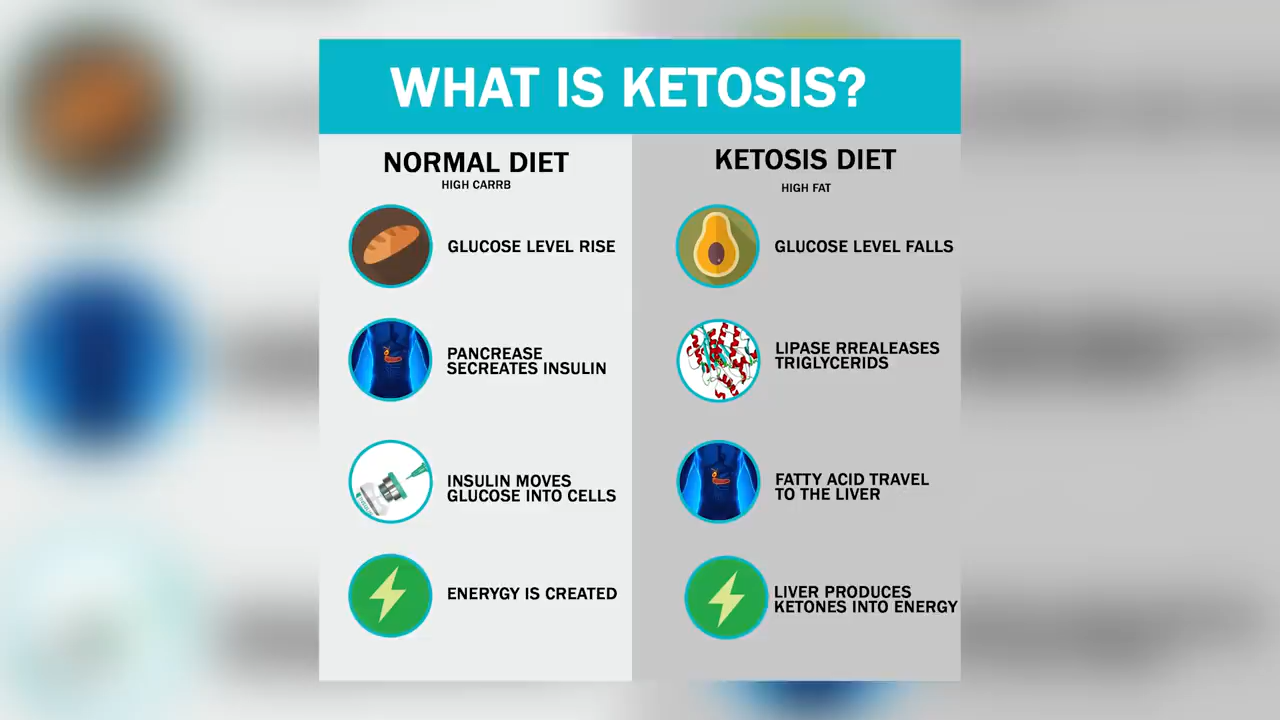 WHAT IS KETOSIS?
NORMAL DIET
HIGH CARRB
GLUCOSE LEVEL RISE
PANCREASE
SECREATES INSULIN
INSULIN MOVES
GLUCOSE INTO CELLS
ENERYGY IS CREATED
KETOSIS DIET
HIGH FAT
GLUCOSE LEVEL FALLS
LIPASE RREALEASES
TRIGLYCERIDS
FATTY ACID TRAVEL
TO THE LIVER
LIVER PRODUCES
KETONES INTO ENERGY